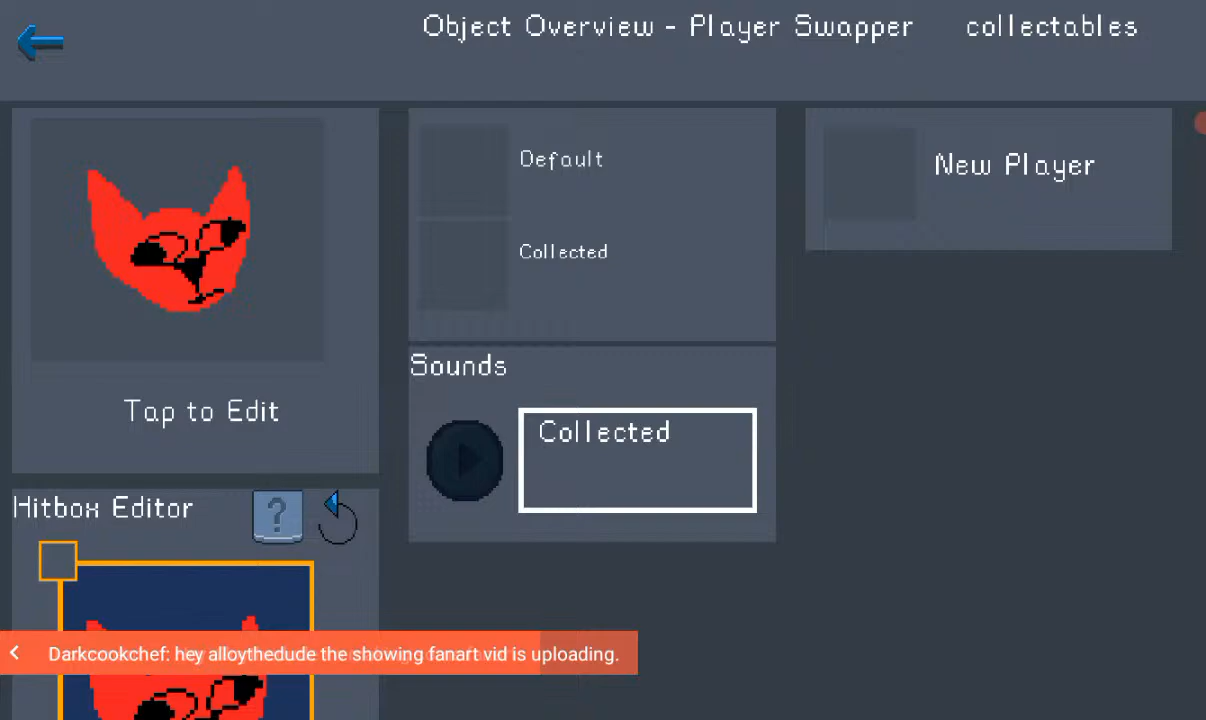 Object Overview - Player Swapper
collectables
Tap to Edit
Default
Collected
New Player
Sounds
Collected
Hitbox Editor
?
Darkcookchef: hey alloythedude the showing fanart vid is uploading.